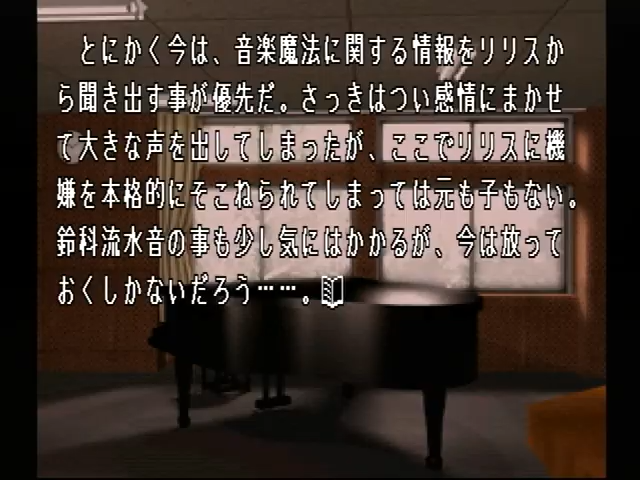 とにかく今は、音楽魔法に関する情報をリリスか
ら聞き出す事が優先だ。さっきはつい感情にまかせ
て大きな声を出してしまったが、ここでリリスに機
嫌を本格的にそこねられてしまっては元も子もない。
鈴科流水音の事も少し気にはかかるが、今は放って
おくしかないだろう……。